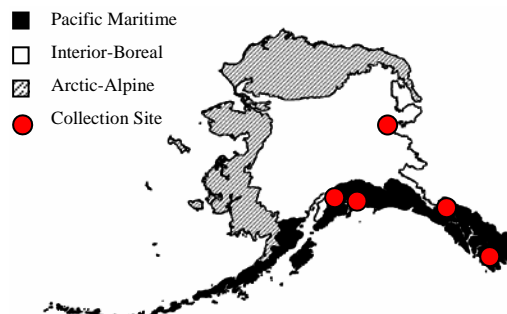 Pacific Maritime
Interior-Boreal
Arctic-Alpine
Collection Site